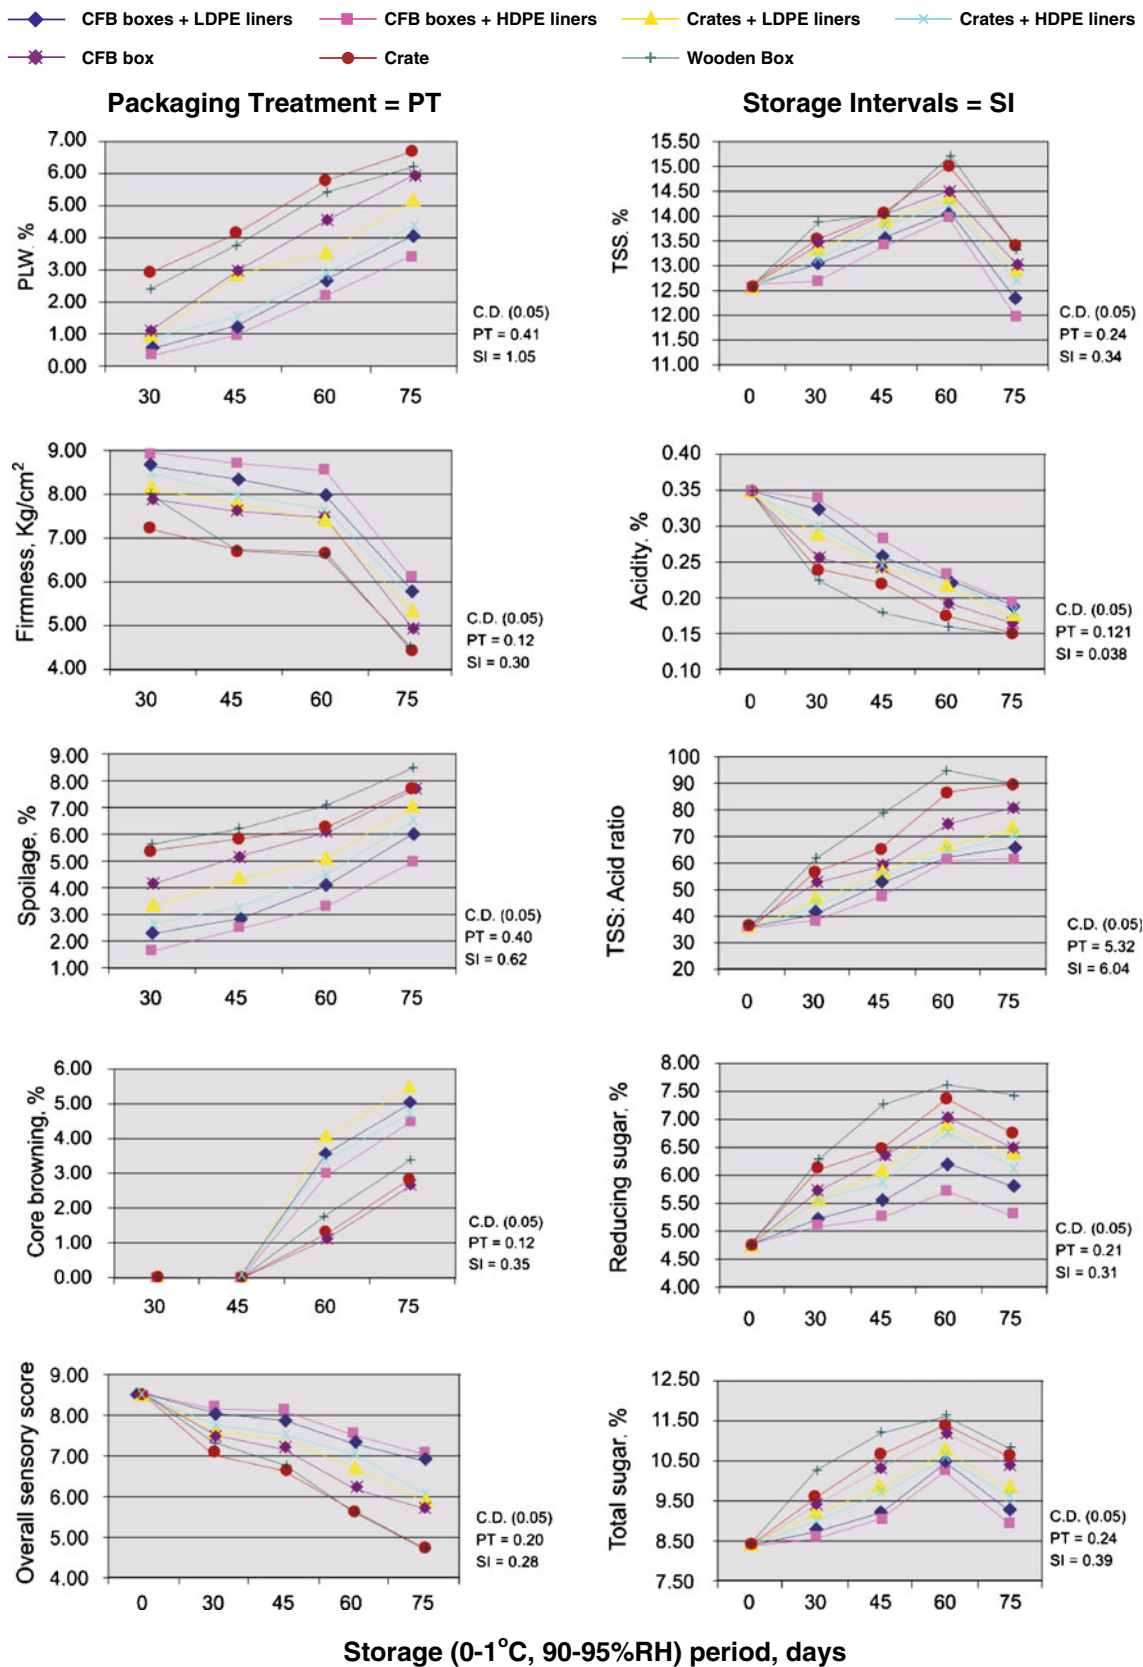 CFB boxes + LDPE liners CFB boxes + HDPE liners Crates + LDPE liners Crates + HDPE liners
CFB box Crate Wooden Box
Packaging Treatment = PT Storage Intervals = SI
PLW. %
7.00
6.00
5.00
4.00
3.00
2.00
1.00
0.00
30 45 60 75
C.D. (0.05)
PT = 0.41
SI = 1.05
TSS. %
15.50
15.00
14.50
14.00
13.50
13.00
12.50
12.00
11.50
11.00
0 30 45 60 75
C.D. (0.05)
PT = 0.24
SI = 0.34
Firmness, Kg/cm²
9.00
8.00
7.00
6.00
5.00
4.00
30 45 60 75
C.D. (0.05)
PT = 0.12
SI = 0.30
Acidity. %
0.40
0.35
0.30
0.25
0.20
0.15
0.10
0 30 45 60 75
C.D. (0.05)
PT = 0.121
SI = 0.038
Spoilage, %
9.00
8.00
7.00
6.00
5.00
4.00
3.00
2.00
1.00
30 45 60 75
C.D. (0.05)
PT = 0.40
SI = 0.62
TSS: Acid ratio
100
90
80
70
60
50
40
30
20
0 30 45 60 75
C.D. (0.05)
PT = 5.32
SI = 6.04
Core browning, %
6.00
5.00
4.00
3.00
2.00
1.00
0.00
30 45 60 75
C.D. (0.05)
PT = 0.12
SI = 0.35
Reducing sugar. %
8.00
7.50
7.00
6.50
6.00
5.50
5.00
4.50
4.00
0 30 45 60 75
C.D. (0.05)
PT = 0.21
SI = 0.31
Overall sensory score
9.00
8.00
7.00
6.00
5.00
4.00
0 30 45 60 75
C.D. (0.05)
PT = 0.20
SI = 0.28
Total sugar. %
12.50
11.50
10.50
9.50
8.50
7.50
0 30 45 60 75
C.D. (0.05)
PT = 0.24
SI = 0.39
Storage (0-1°C, 90-95%RH) period, days